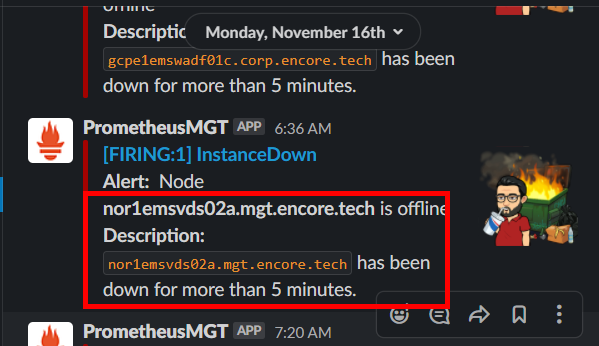 offline
Descriptio
Monday, November 16th
gcpe1emswadf01c.corp.encore.tech has been
down for more than 5 minutes.
PrometheusMGT APP 6:36 AM
[FIRING:1] InstanceDown
Alert: Node
nor1emsvds02a.mgt.encore.tech is offline
Description:
nor1emsvds02a.mgt.encore.tech has been
down for more than 5 minutes.
PrometheusMGT APP 7:20 AM